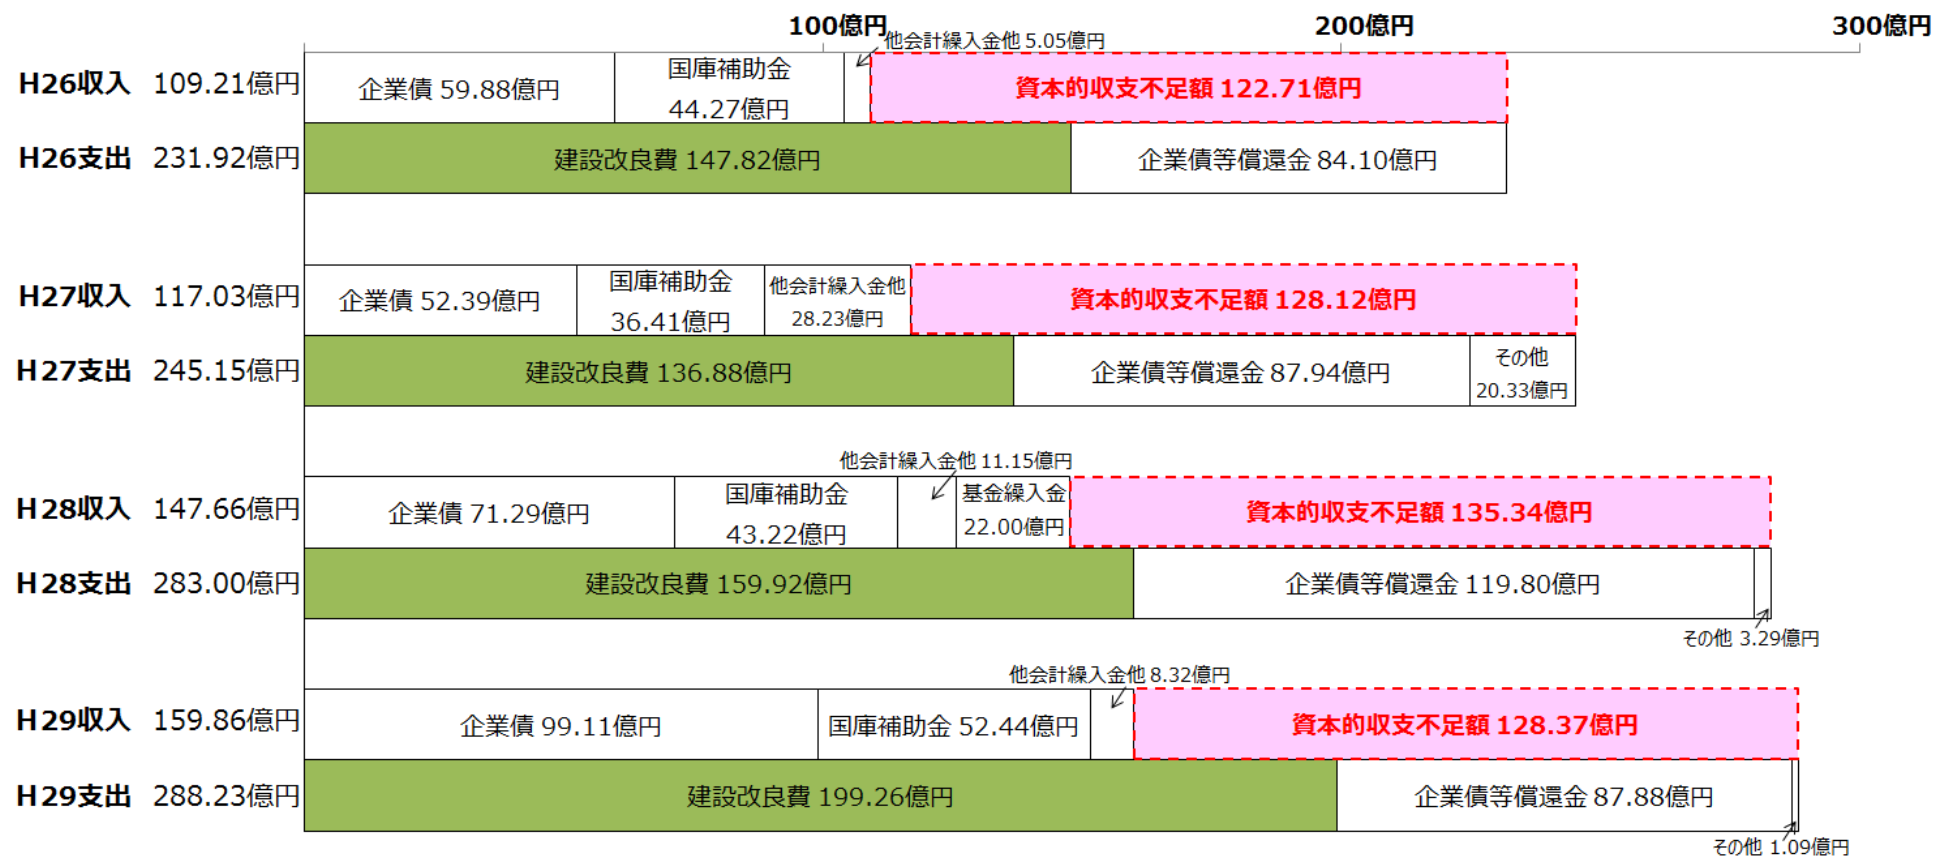 100億円 200億円 300億円
他会計繰入金他 5.05億円
H26収入 109.21億円
企業債 59.88億円
国庫補助金
44.27億円
資本的収支不足額 122.71億円
H26支出 231.92億円
建設改良費 147.82億円
企業債等償還金 84.10億円
H27収入 117.03億円
企業債 52.39億円
国庫補助金
36.41億円
他会計繰入金他
28.23億円
資本的収支不足額 128.12億円
H27支出 245.15億円
建設改良費 136.88億円
企業債等償還金 87.94億円
その他
20.33億円
他会計繰入金他 11.15億円
H28収入 147.66億円
企業債 71.29億円
国庫補助金
43.22億円
基金繰入金
22.00億円
資本的収支不足額 135.34億円
H28支出 283.00億円
建設改良費 159.92億円
企業債等償還金 119.80億円
その他 3.29億円
他会計繰入金他 8.32億円
H29収入 159.86億円
企業債 99.11億円
国庫補助金 52.44億円
資本的収支不足額 128.37億円
H29支出 288.23億円
建設改良費 199.26億円
企業債等償還金 87.88億円
その他 1.09億円